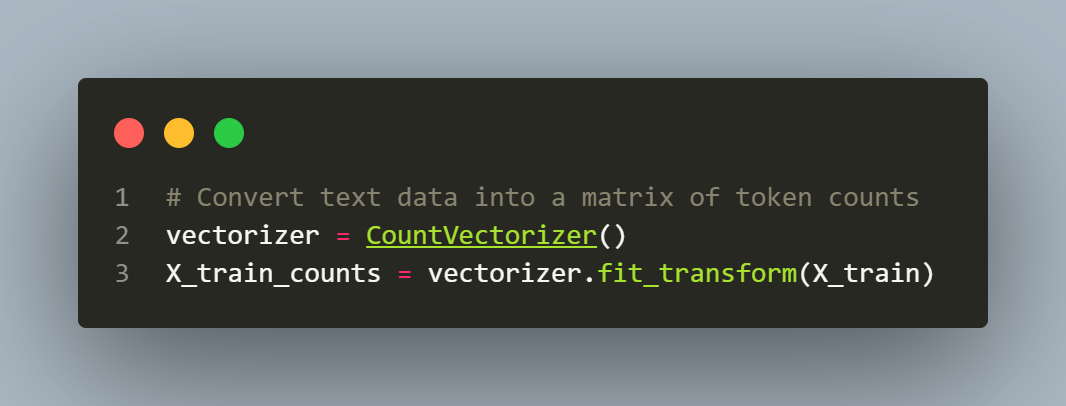 1 # Convert text data into a matrix of token counts
2 vectorizer = CountVectorizer()
3 X_train_counts = vectorizer.fit_transform(X_train)